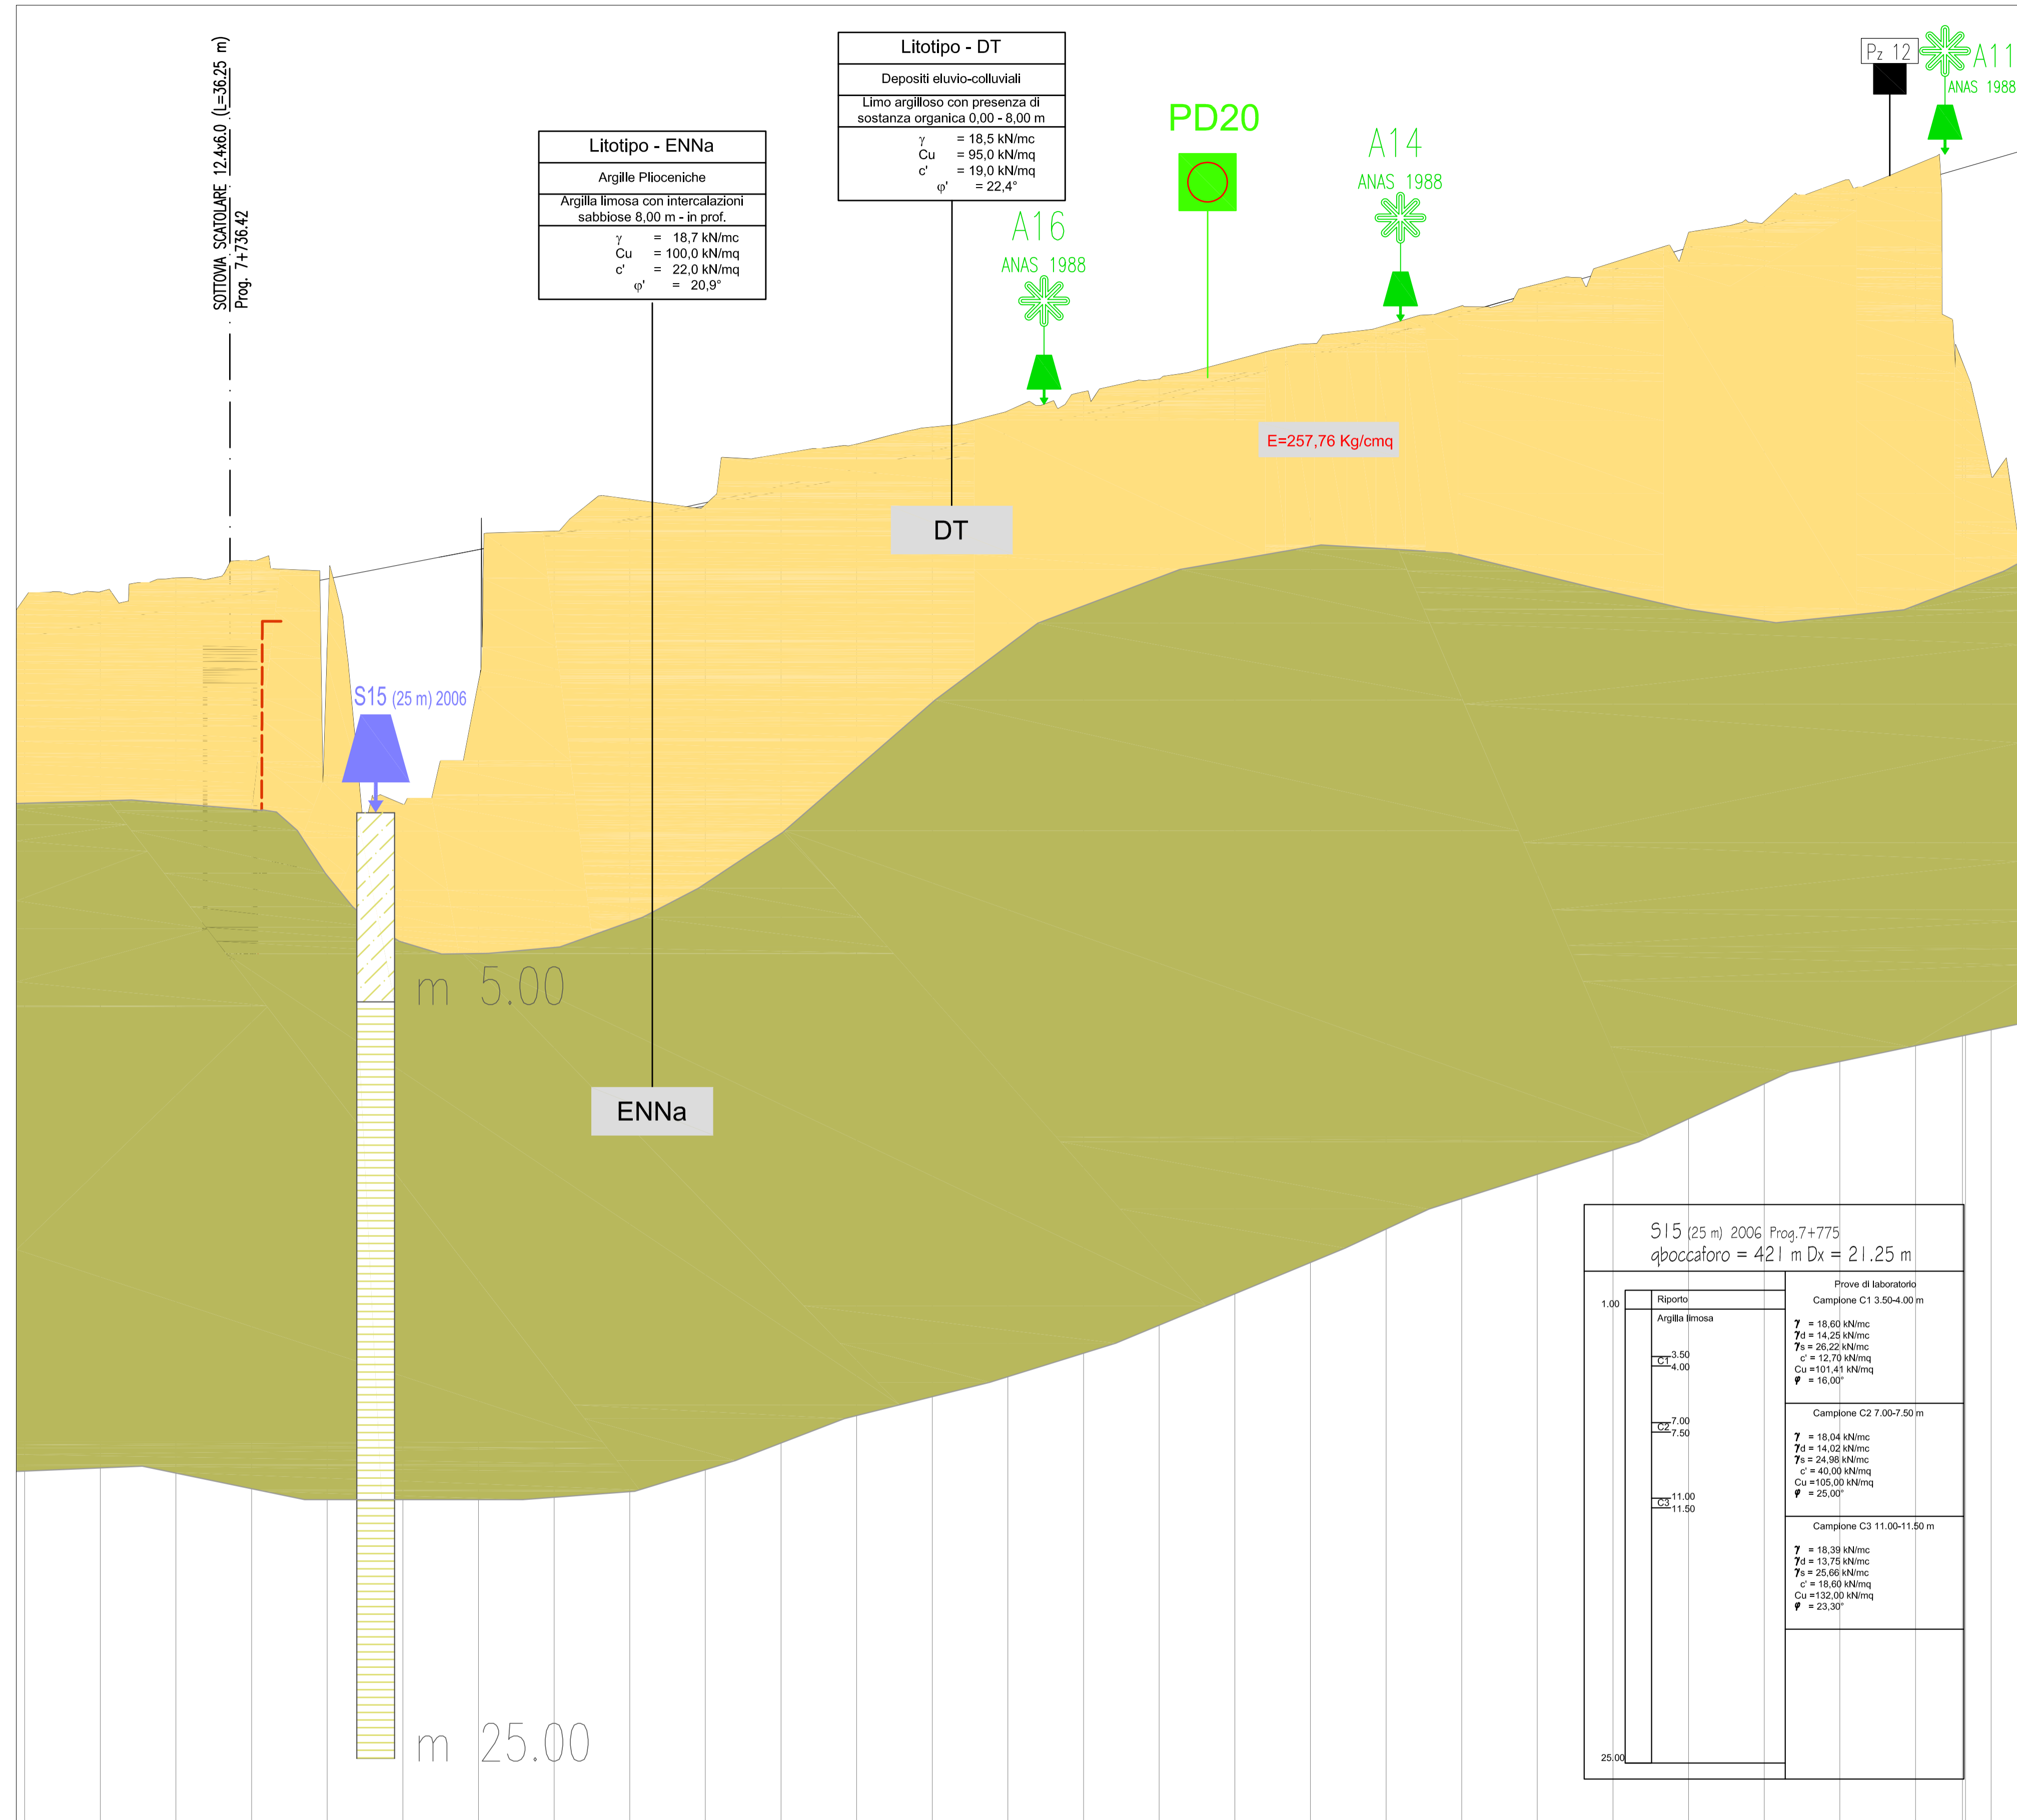 SOTTOVIA SCATOLARE 12.4x6.0 (L=36.25 m)
Prog. 7+736.42
Litotipo - ENNa
Argille Plioceniche
Argilla limosa con intercalazioni
sabbiose 8,00 m - in prof.
γ = 18,7 kN/mc
Cu = 100,0 kN/mq
c' = 22,0 kN/mq
φ' = 20,9°
Litotipo - DT
Depositi eluvio-colluviali
Limo argilloso con presenza di
sostanza organica 0,00 - 8,00 m
γ = 18,5 kN/mc
Cu = 95,0 kN/mq
c' = 19,0 kN/mq
φ' = 22,4°
A16
ANAS 1988
PD20
A14
ANAS 1988
Pz 12
A11
ANAS 1988
E=257,76 Kg/cmq
DT
S15 (25 m) 2006
m 5.00
ENNa
m 25.00
S15 (25 m) 2006 Prog.7+775
qboccaforo = 421 m Dx = 21.25 m
1.00
Riporto
Argilla limosa
3.50
C1
4.00
7.00
C2
7.50
11.00
C3
11.50
25.00
Prove di laboratorio
Campione C1 3.50-4.00 m
γ = 18,60 kN/mc
γd = 14,25 kN/mc
γs = 26,22 kN/mc
c' = 12,70 kN/mq
Cu =101,41 kN/mq
φ = 16,00°
Campione C2 7.00-7.50 m
γ = 18,04 kN/mc
γd = 14,02 kN/mc
γs = 24,98 kN/mc
c' = 40,00 kN/mq
Cu =105,00 kN/mq
φ = 25,00°
Campione C3 11.00-11.50 m
γ = 18,39 kN/mc
γd = 13,75 kN/mc
γs = 25,66 kN/mc
c' = 18,60 kN/mq
Cu =132,00 kN/mq
φ = 23,30°